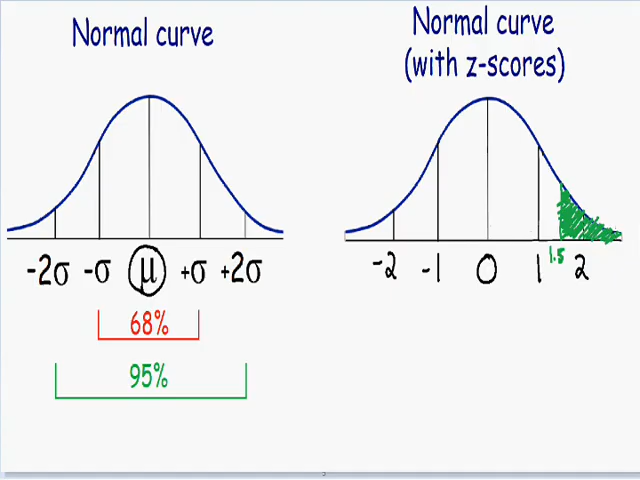 Normal curve
-2σ -σ μ +σ +2σ
68%
95%
Normal curve
(with z-scores)
-2 -1 0 1 1.5 2